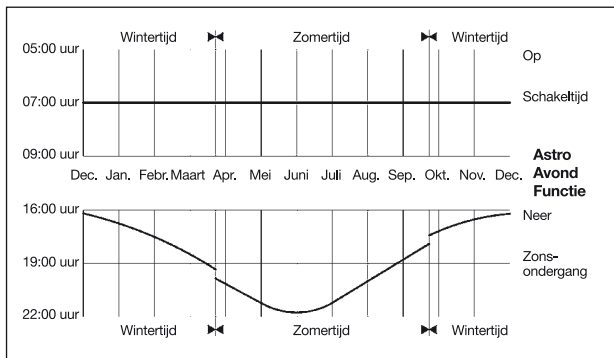 Wintertijd Zomertijd Wintertijd
05:00 uur Op
07:00 uur Schakeltijd
09:00 uur
Dec. Jan. Febr. Maart Apr. Mei Juni Juli Aug. Sep. Okt. Nov. Dec.
Astro
Avond
Functie
16:00 uur Neer
19:00 uur Zons-
ondergang
22:00 uur
Wintertijd Zomertijd Wintertijd